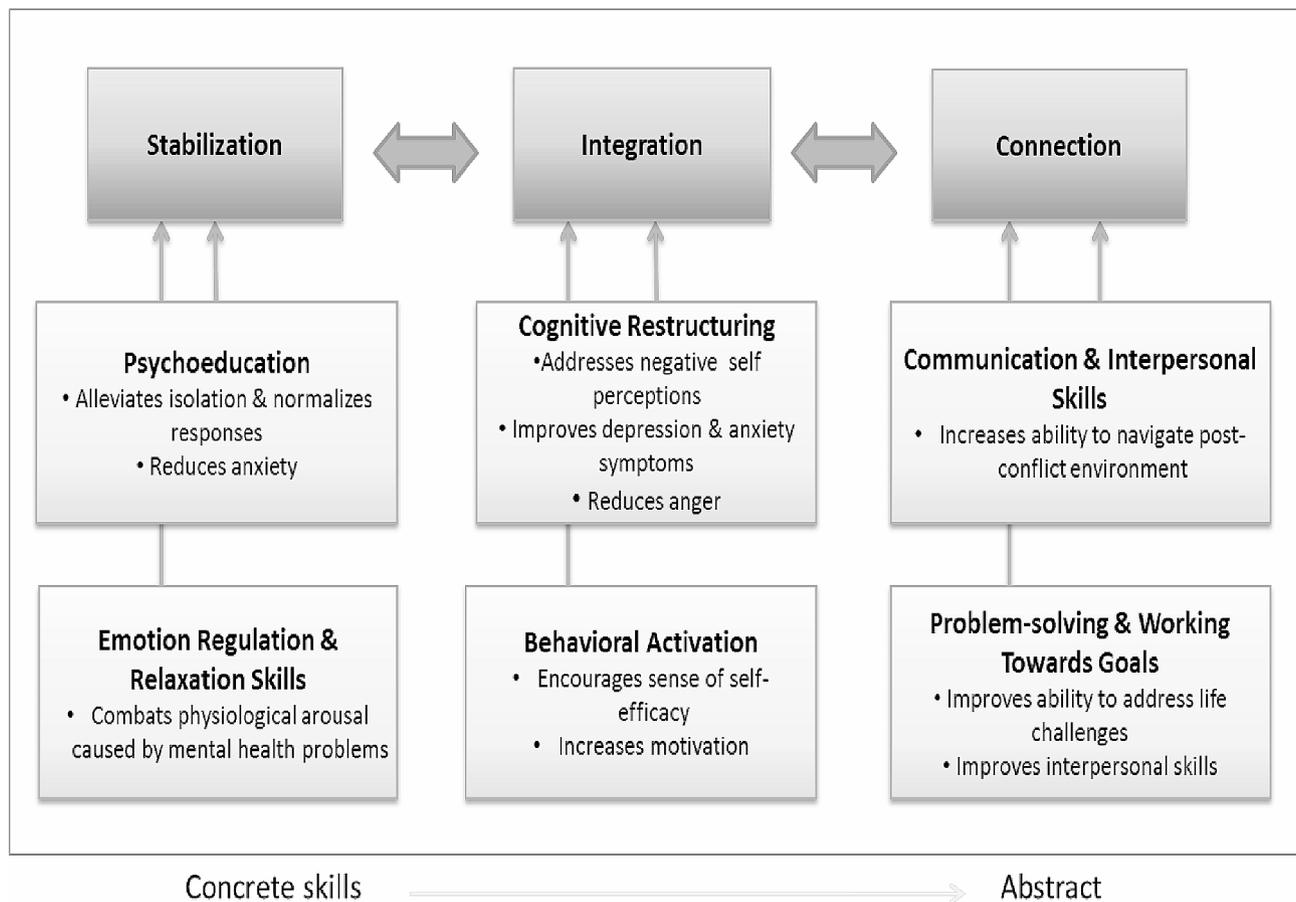 Stabilization
Integration
Connection
Psychoeducation
• Alleviates isolation & normalizes
responses
• Reduces anxiety
Cognitive Restructuring
•Addresses negative self
perceptions
• Improves depression & anxiety
symptoms
• Reduces anger
Communication & Interpersonal
Skills
• Increases ability to navigate post-
conflict environment
Emotion Regulation &
Relaxation Skills
• Combats physiological arousal
caused by mental health problems
Behavioral Activation
• Encourages sense of self-
efficacy
• Increases motivation
Problem-solving & Working
Towards Goals
• Improves ability to address life
challenges
• Improves interpersonal skills
Concrete skills
Abstract